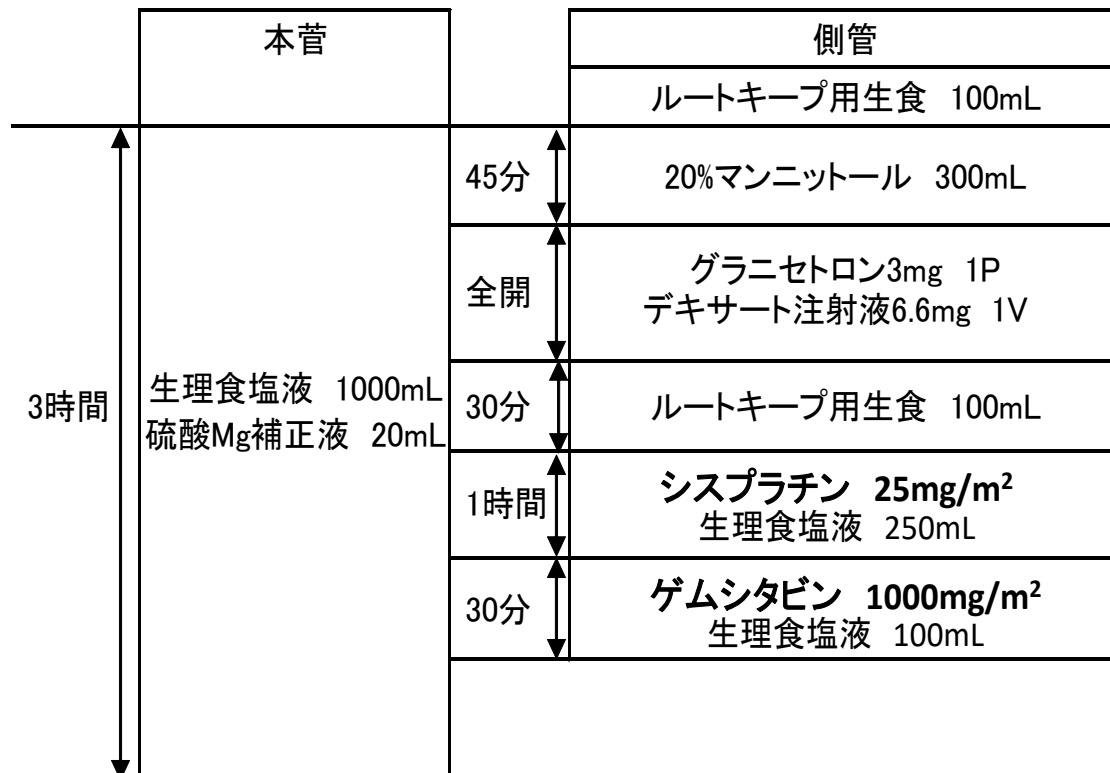 本菅
側管
ルートキープ用生食 100mL
3時間
生理食塩液 1000mL
硫酸Mg補正液 20mL
45分
20%マンニットール 300mL
全開
グラニセトロン3mg 1P
デキサート注射液6.6mg 1V
30分
ルートキープ用生食 100mL
1時間
シスプラチン 25mg/m²
生理食塩液 250mL
30分
ゲムシタビン 1000mg/m²
生理食塩液 100mL